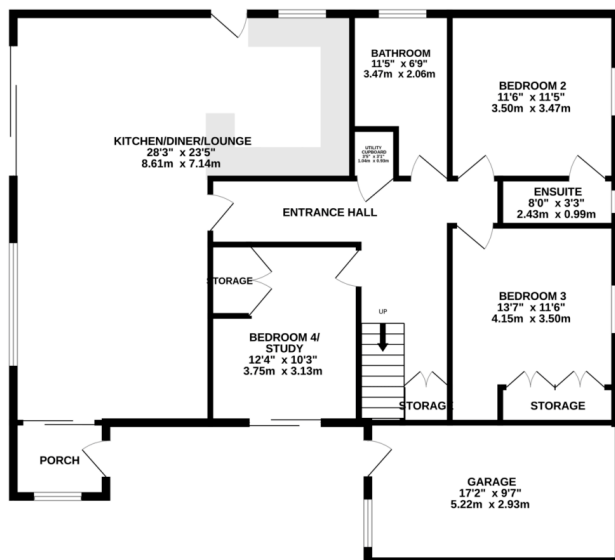 BATHROOM
11'5" x 6'9"
3.47m x 2.06m
BEDROOM 2
11'6" x 11'5"
3.50m x 3.47m
KITCHEN/DINER/LOUNGE
28'3" x 23'5"
8.61m x 7.14m
UTILITY
CUPBOARD
ENSUITE
8'0" x 3'3"
2.43m x 0.99m
ENTRANCE HALL
STORAGE
BEDROOM 4/
STUDY
12'4" x 10'3"
3.75m x 3.13m
UP
BEDROOM 3
13'7" x 11'6"
4.15m x 3.50m
STORAGE
STORAGE
PORCH
GARAGE
17'2" x 9'7"
5.22m x 2.93m